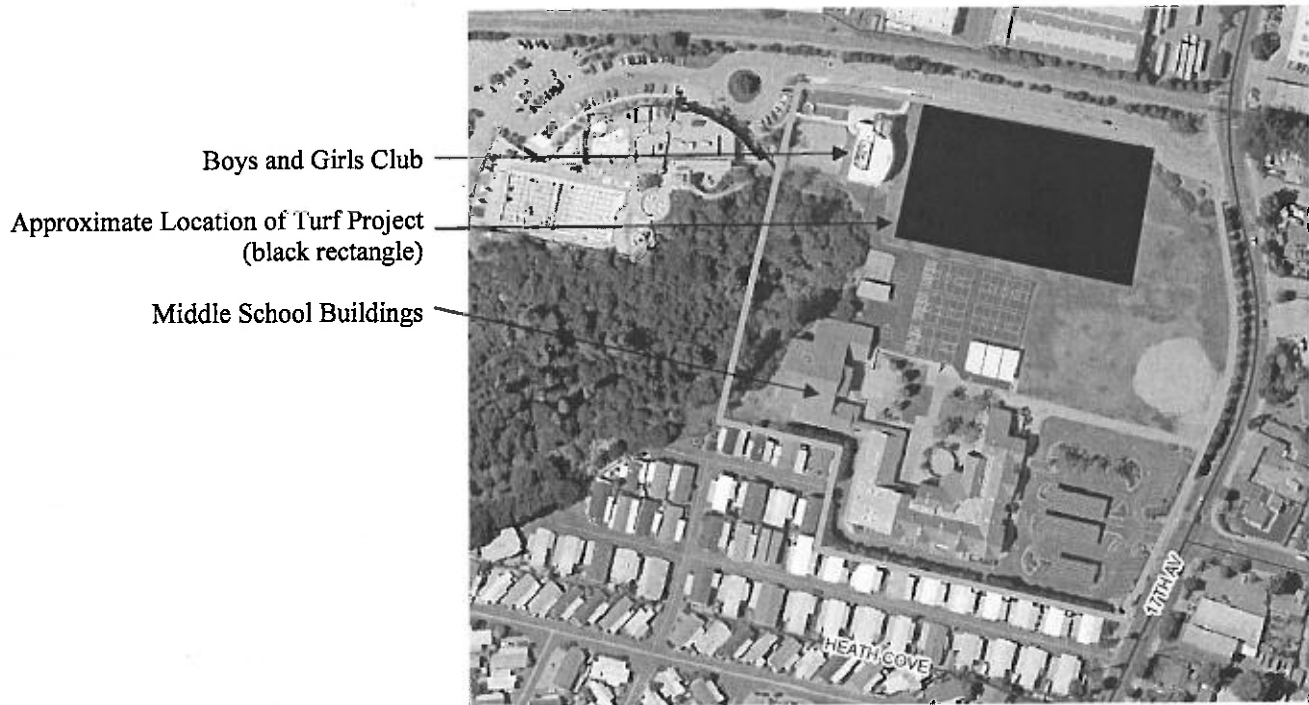 Boys and Girls Club
Approximate Location of Turf Project
(black rectangle)
Middle School Buildings
17TH AV
HEATH COVE